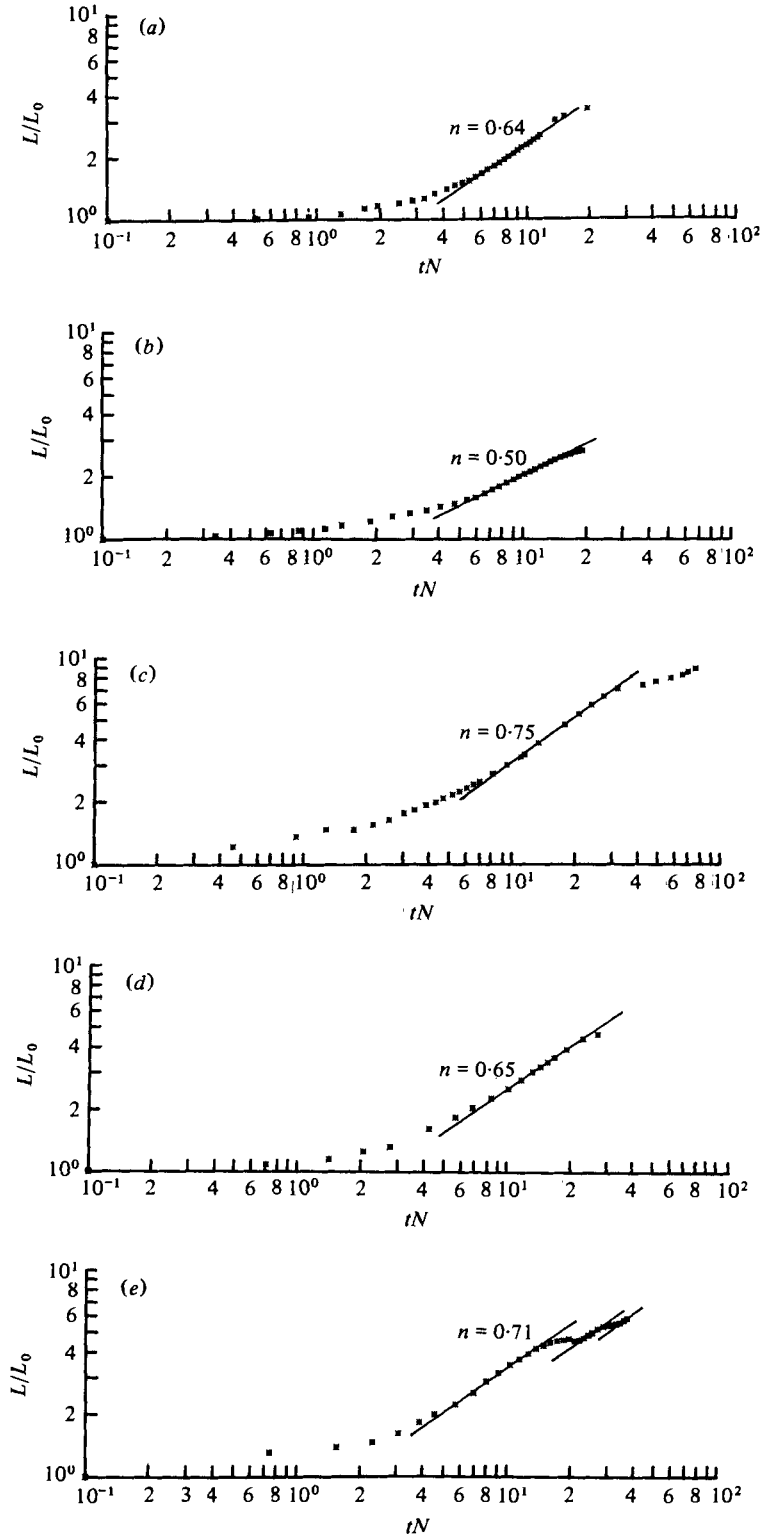 (a)
L/L₀
10¹
8
6
4
2
10⁰
n = 0·64
10⁻¹ 2 4 6 8 10⁰ 2 4 6 8 10¹ 2 4 6 8 10²
tN
(b)
L/L₀
10¹
8
6
4
2
10⁰
n = 0·50
10⁻¹ 2 4 6 8 10⁰ 2 4 6 8 10¹ 2 4 6 8 10²
tN
(c)
L/L₀
10¹
8
6
4
2
10⁰
n = 0·75
10⁻¹ 2 4 6 8 10⁰ 2 4 6 8 10¹ 2 4 6 8 10²
tN
(d)
L/L₀
10¹
6
4
2
10⁰
n = 0·65
10⁻¹ 2 4 6 8 10⁰ 2 4 6 8 10¹ 2 4 6 8 10²
tN
(e)
L/L₀
10¹
8
6
4
2
10⁰
n = 0·71
10⁻¹ 2 3 4 6 8 10⁰ 2 4 6 8 10¹ 2 4 6 8 10²
tN